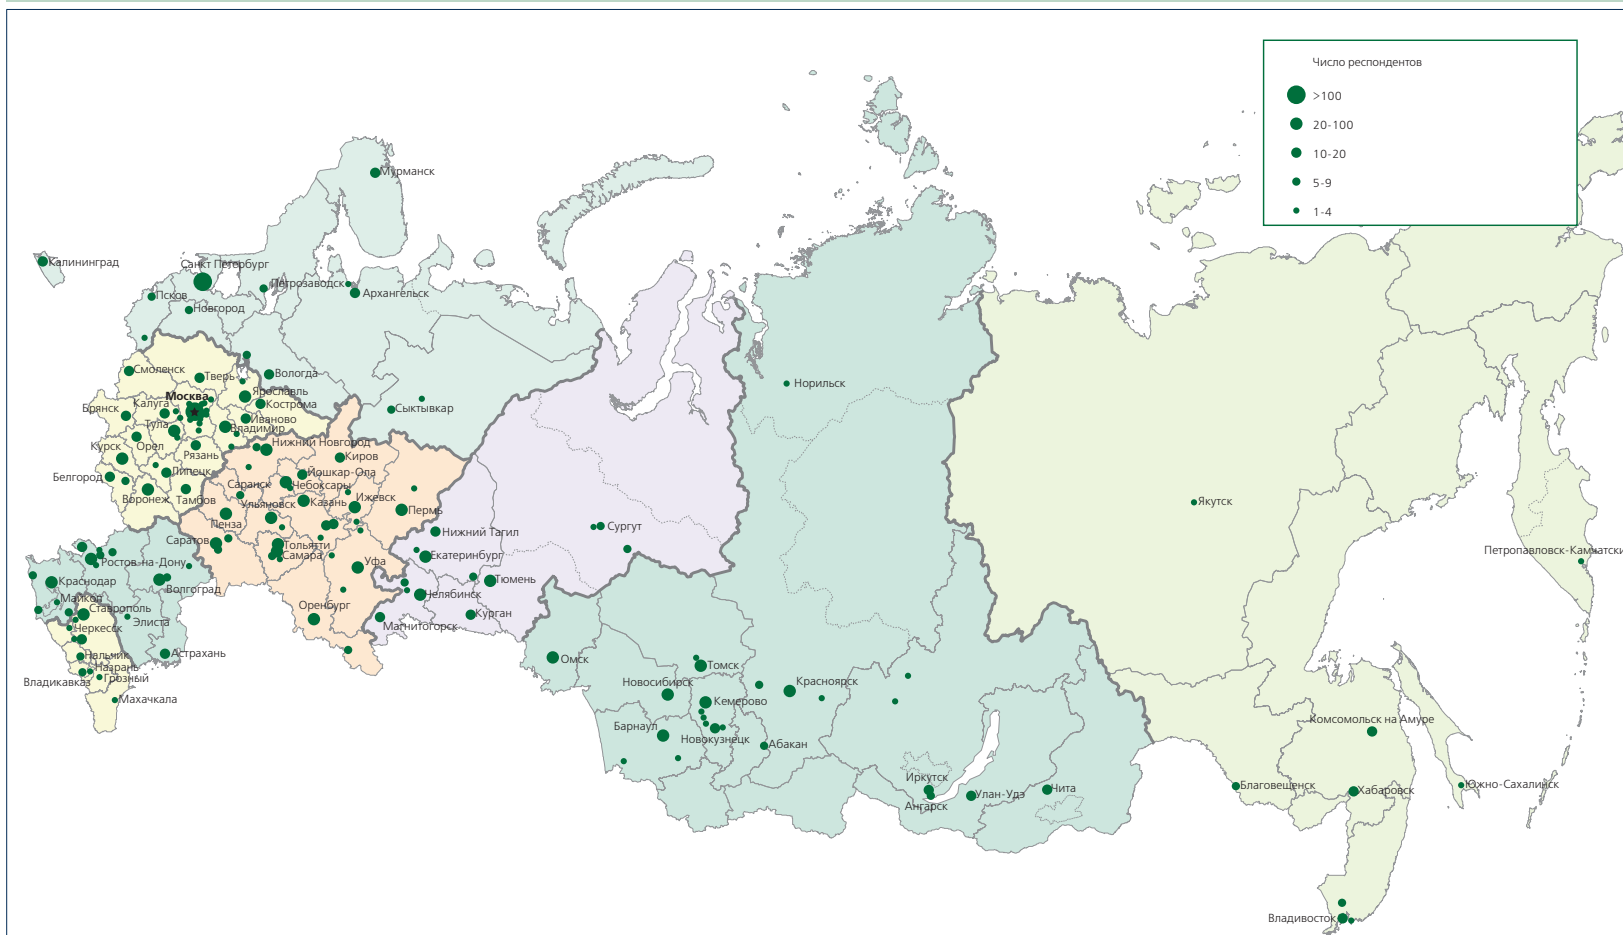 Число респондентов
>100
20-100
10-20
5-9
1-4
Мурманск
Калининград
Санкт Петербург
Петрозаводск
Архангельск
Псков
Новгород
Вологда
Сыктывкар
Норильск
Смоленск
Тверь
Ярославль
Москва
Кострома
Брянск
Калуга
Иваново
Тула
Владимир
Курск
Орел
Рязань
Нижний Новгород
Киров
Белгород
Липецк
Йошкар-Ола
Саранск
Чебоксары
Воронеж
Тамбов
Ульяновск
Казань
Ижевск
Пермь
Пенза
Саратов
Тольятти
Самара
Нижний Тагил
Сургут
Якутск
Екатеринбург
Уфа
Ростов-на-Дону
Петропавловск-Камчатский
Краснодар
Волгоград
Тюмень
Челябинск
Майкоп
Ставрополь
Элиста
Оренбург
Курган
Магнитогорск
Черкесск
Нальчик
Астрахань
Назрань
Грозный
Владикавказ
Махачкала
Омск
Томск
Новосибирск
Красноярск
Кемерово
Барнаул
Новокузнецк
Абакан
Комсомольск на Амуре
Иркутск
Ангарск
Улан-Удэ
Чита
Благовещенск
Хабаровск
Южно-Сахалинск
Владивосток